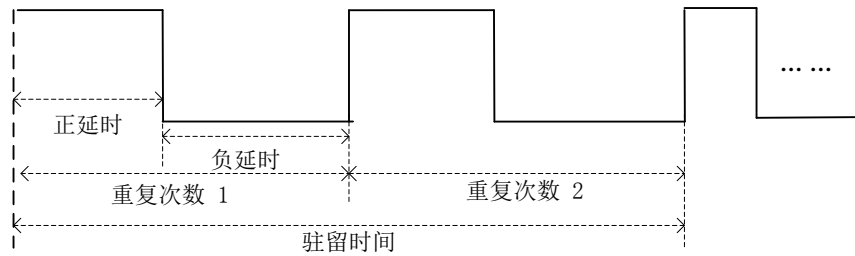 … …
正延时
负延时
重复次数 1
重复次数 2
驻留时间